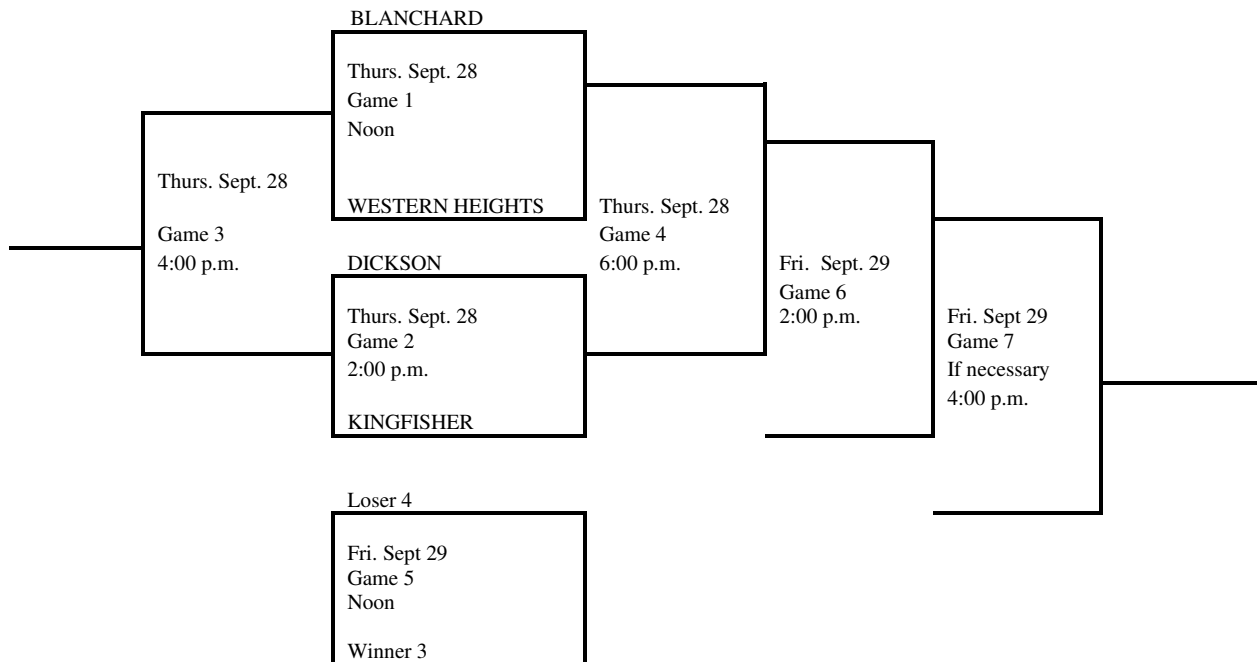 BLANCHARD
Thurs. Sept. 28
Game 1
Noon
WESTERN HEIGHTS
Thurs. Sept. 28
Game 3
4:00 p.m.
DICKSON
Thurs. Sept. 28
Game 2
2:00 p.m.
KINGFISHER
Thurs. Sept. 28
Game 4
6:00 p.m.
Fri. Sept. 29
Game 6
2:00 p.m.
Fri. Sept 29
Game 7
If necessary
4:00 p.m.
Loser 4
Fri. Sept 29
Game 5
Noon
Winner 3